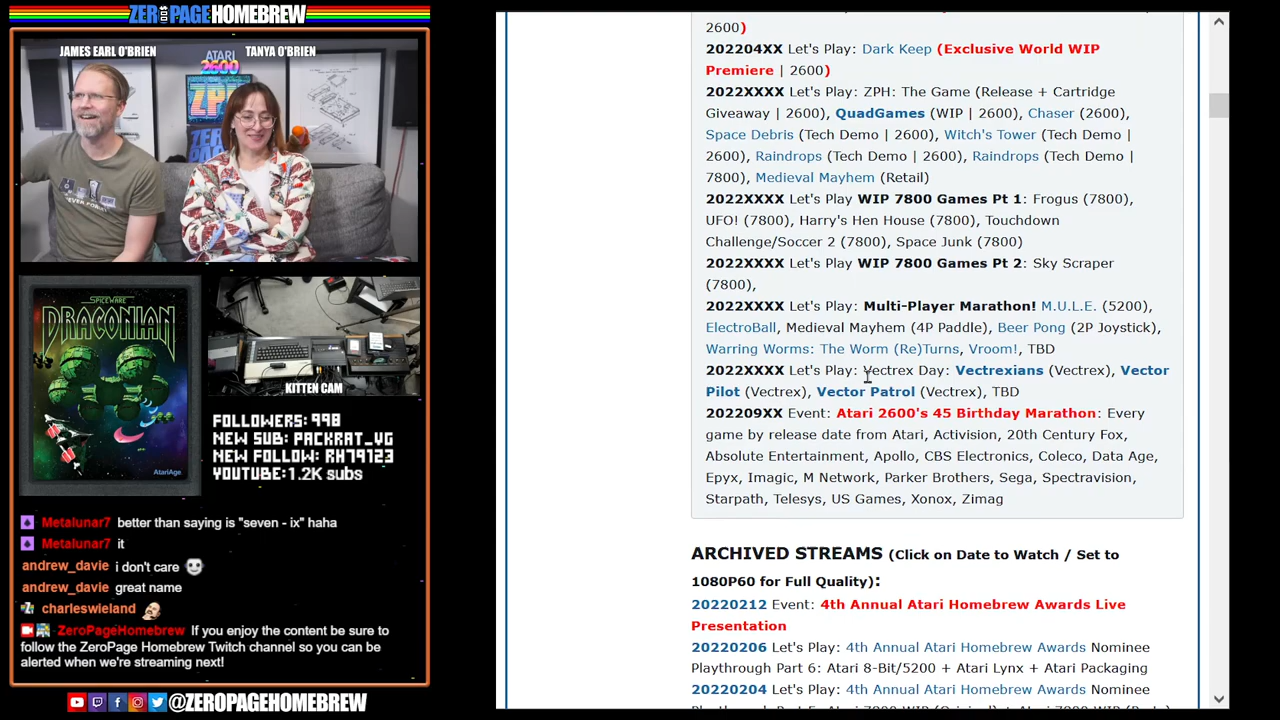 ZERO PAGE HOMEBREW
JAMES EARL O'BRIEN
TANYA O'BRIEN
ATARI
2600
ZPH
NEVER FORGET
SPICEWARE
DRACONIAN
AtariAge
KITTEN CAM
FOLLOWERS: 998
NEW SUB: PACKRAT_VG
NEW FOLLOW: RH79123
YOUTUBE:1.2K subs
Metalunar7 better than saying is "seven - ix" haha
Metalunar7 it
andrew_davie i don't care
andrew_davie great name
charleswieland
ZeroPageHomebrew If you enjoy the content be sure to
follow the ZeroPage Homebrew Twitch channel so you can be
alerted when we're streaming next!
@ZEROPAGEHOMEBREW
2600)
202204XX Let's Play: Dark Keep (Exclusive World WIP
Premiere | 2600)
2022XXXX Let's Play: ZPH: The Game (Release + Cartridge
Giveaway | 2600), QuadGames (WIP | 2600), Chaser (2600),
Space Debris (Tech Demo | 2600), Witch's Tower (Tech Demo |
2600), Raindrops (Tech Demo | 2600), Raindrops (Tech Demo |
7800), Medieval Mayhem (Retail)
2022XXXX Let's Play WIP 7800 Games Pt 1: Frogus (7800),
UFO! (7800), Harry's Hen House (7800), Touchdown
Challenge/Soccer 2 (7800), Space Junk (7800)
2022XXXX Let's Play WIP 7800 Games Pt 2: Sky Scraper
(7800),
2022XXXX Let's Play: Multi-Player Marathon! M.U.L.E. (5200),
ElectroBall, Medieval Mayhem (4P Paddle), Beer Pong (2P Joystick),
Warring Worms: The Worm (Re)Turns, Vroom!, TBD
2022XXXX Let's Play: Vectrex Day: Vectrexians (Vectrex), Vector
Pilot (Vectrex), Vector Patrol (Vectrex), TBD
202209XX Event: Atari 2600's 45 Birthday Marathon: Every
game by release date from Atari, Activision, 20th Century Fox,
Absolute Entertainment, Apollo, CBS Electronics, Coleco, Data Age,
Epyx, Imagic, M Network, Parker Brothers, Sega, Spectravision,
Starpath, Telesys, US Games, Xonox, Zimag
ARCHIVED STREAMS (Click on Date to Watch / Set to
1080P60 for Full Quality):
20220212 Event: 4th Annual Atari Homebrew Awards Live
Presentation
20220206 Let's Play: 4th Annual Atari Homebrew Awards Nominee
Playthrough Part 6: Atari 8-Bit/5200 + Atari Lynx + Atari Packaging
20220204 Let's Play: 4th Annual Atari Homebrew Awards Nominee